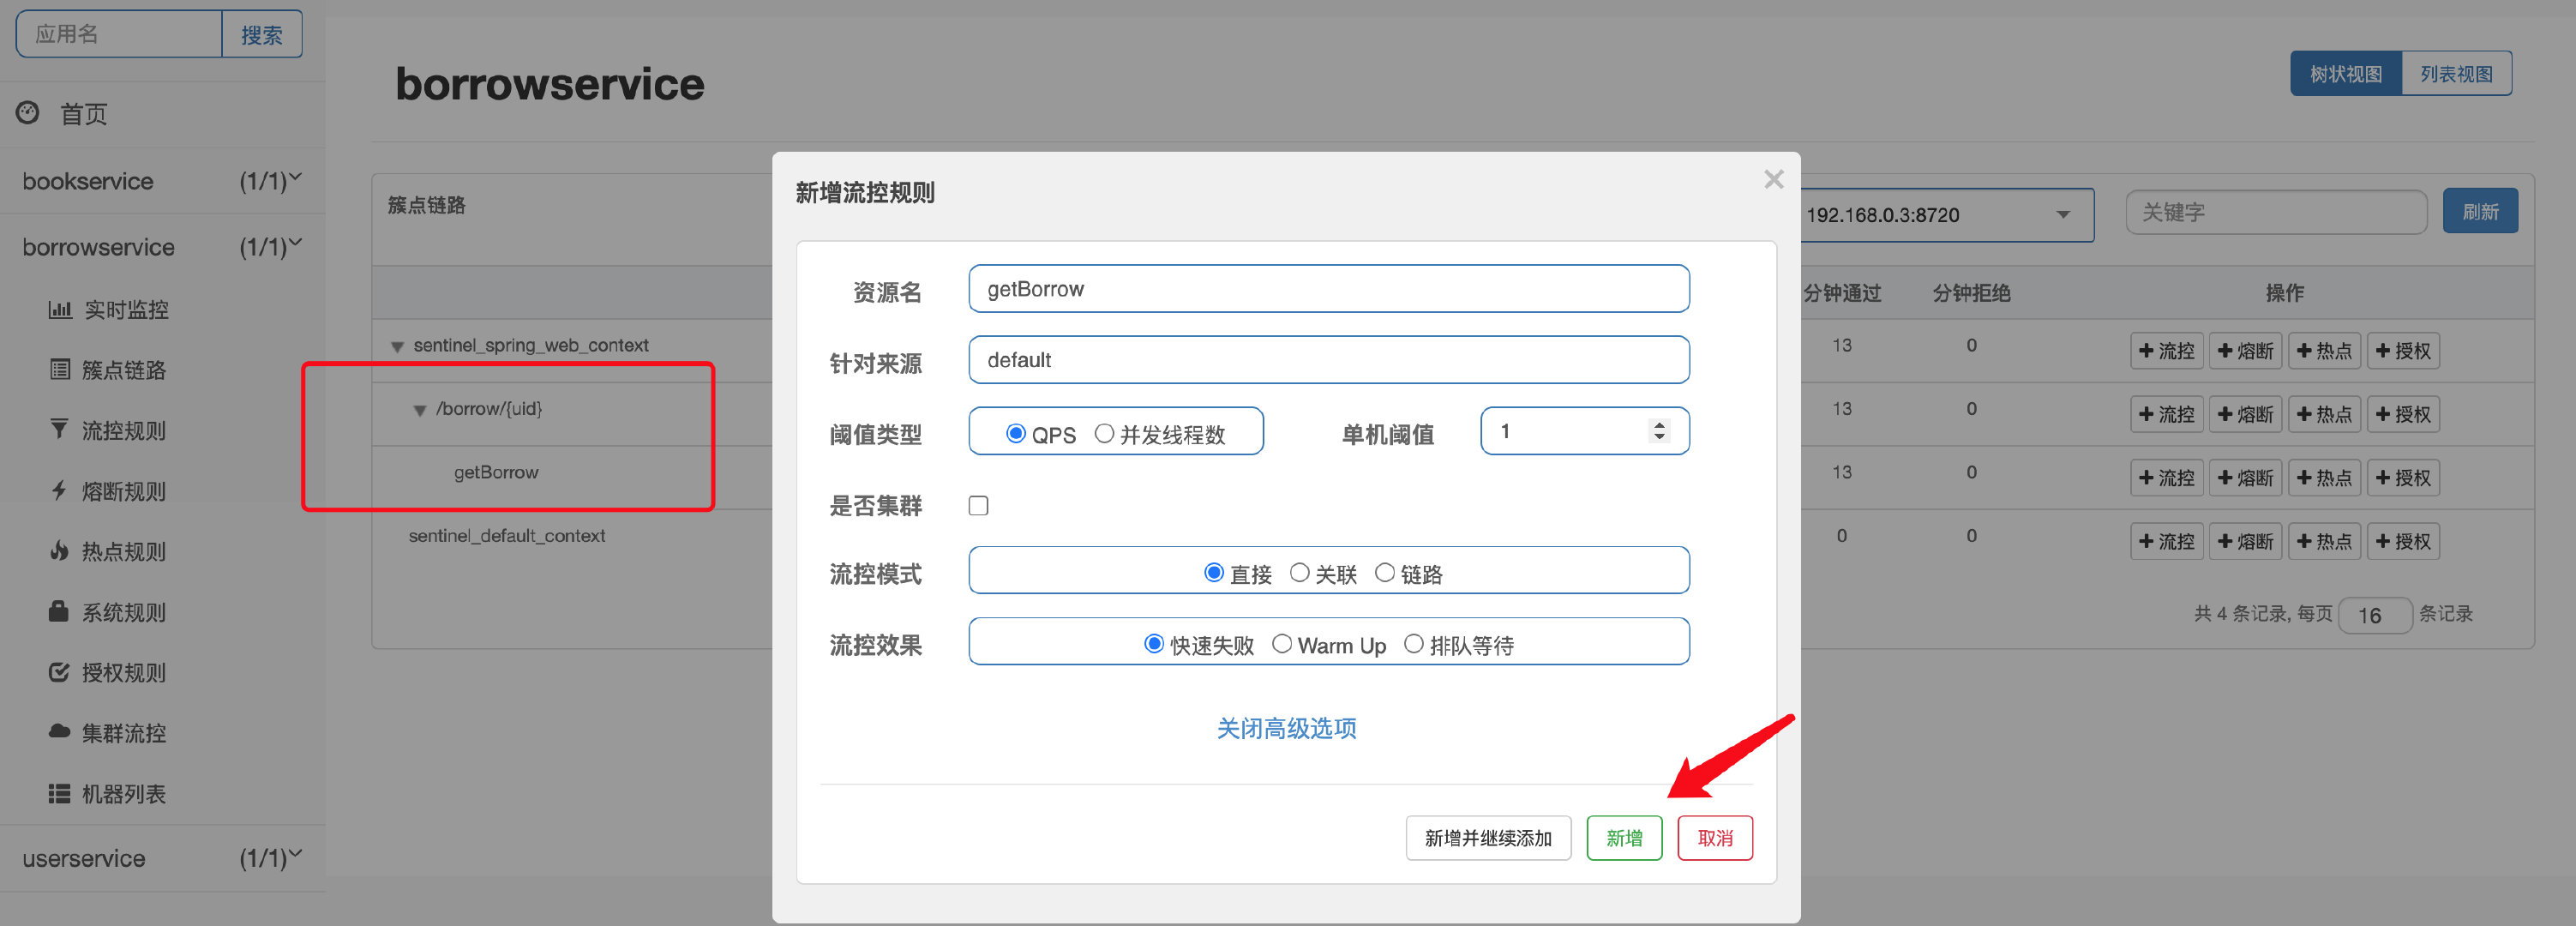 应用名 搜索
首页
bookservice (1/1)
borrowservice (1/1)
实时监控
簇点链路
流控规则
熔断规则
热点规则
系统规则
授权规则
集群流控
机器列表
userservice (1/1)
borrowservice
树状视图 列表视图
簇点链路
192.168.0.3:8720 关键字 刷新
分钟通过 分钟拒绝 操作
sentinel_spring_web_context 13 0 流控 熔断 热点 授权
/borrow/{uid} 13 0 流控 熔断 热点 授权
getBorrow 13 0 流控 熔断 热点 授权
sentinel_default_context 0 0 流控 熔断 热点 授权
共 4 条记录, 每页 16 条记录
新增流控规则
资源名 getBorrow
针对来源 default
阈值类型 QPS 并发线程数 单机阈值 1
是否集群
流控模式 直接 关联 链路
流控效果 快速失败 Warm Up 排队等待
关闭高级选项
新增并继续添加 新增 取消